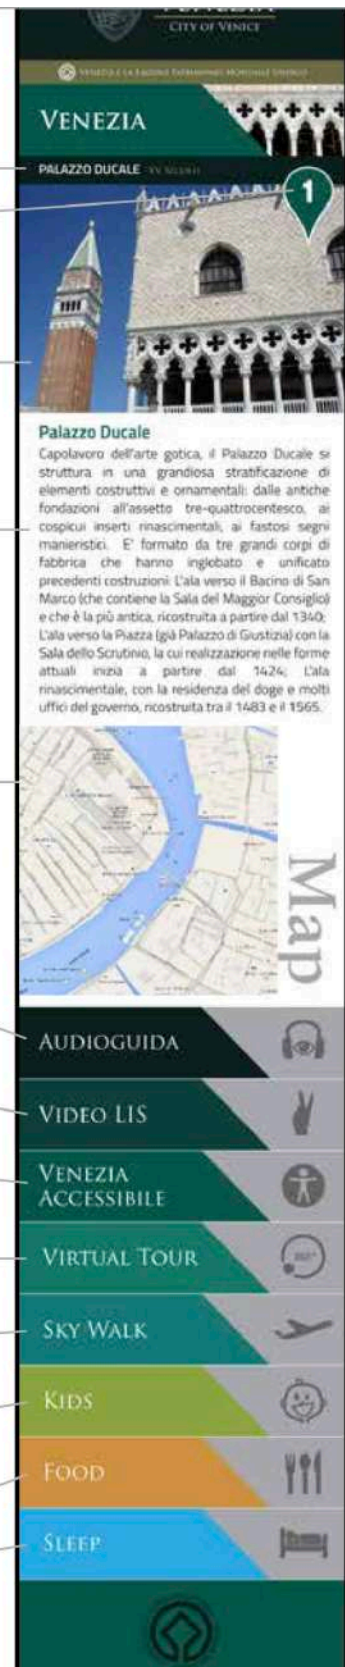 CITY OF VENICE
VENEZIA
PALAZZO DUCALE XV SECOLO
1
Palazzo Ducale
Capolavoro dell'arte gotica, il Palazzo Ducale si
struttura in una grandiosa stratificazione di
elementi costruttivi e ornamentali: dalle antiche
fondazioni all'assetto tre-quattrocentesco, ai
cospicui inserti rinascimentali, ai fastosi segni
manieristici. E' formato da tre grandi corpi di
fabbrica che hanno inglobato e unificato
precedenti costruzioni: L'ala verso il Bacino di San
Marco (che contiene la Sala del Maggior Consiglio)
e che è la più antica, ricostruita a partire dal 1340;
L'ala verso la Piazza (già Palazzo di Giustizia) con la
Sala dello Scrutinio, la cui realizzazione nelle forme
attuali inizia a partire dal 1424; L'ala
rinascimentale, con la residenza del doge e molti
uffici del governo, ricostruita tra il 1483 e il 1565.
Map
AUDIOGUIDA
VIDEO LIS
VENEZIA
ACCESSIBILE
VIRTUAL TOUR
360°
SKY WALK
KIDS
FOOD
SLEEP